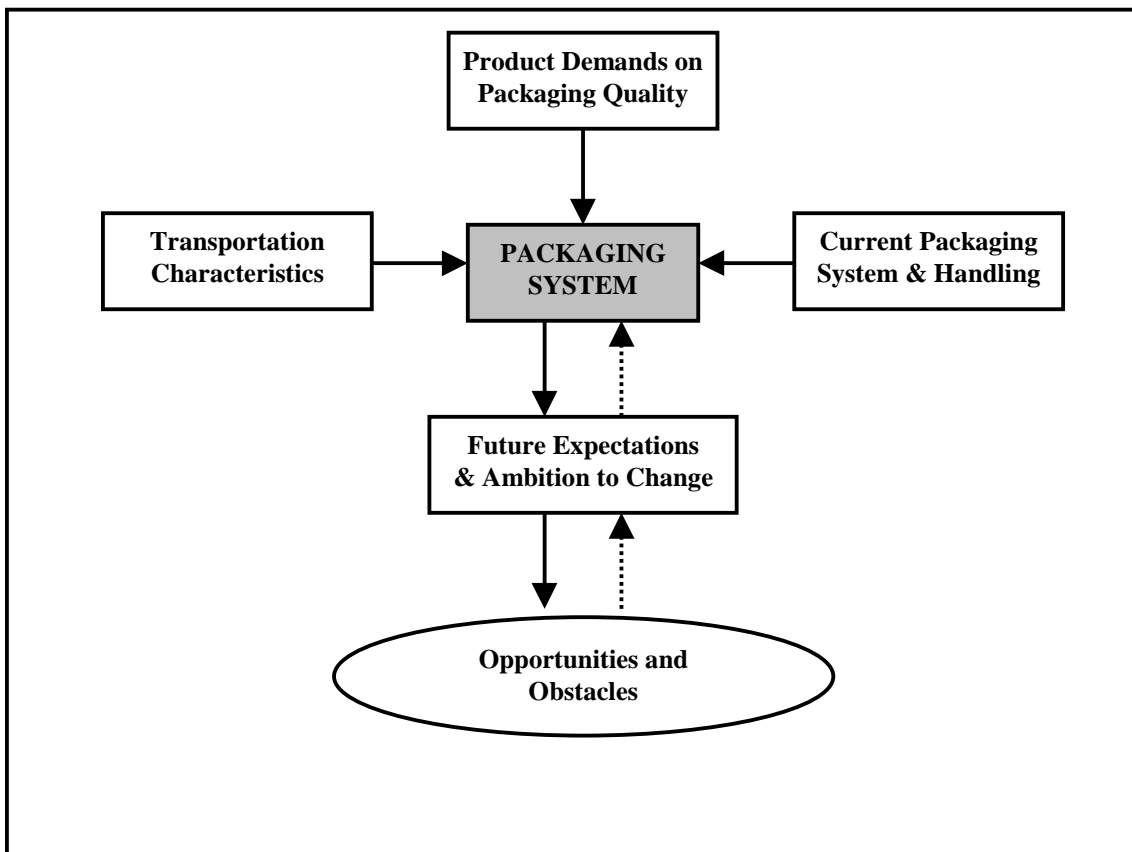 Product Demands on
Packaging Quality
Transportation
Characteristics
PACKAGING
SYSTEM
Current Packaging
System & Handling
Future Expectations
& Ambition to Change
Opportunities and
Obstacles